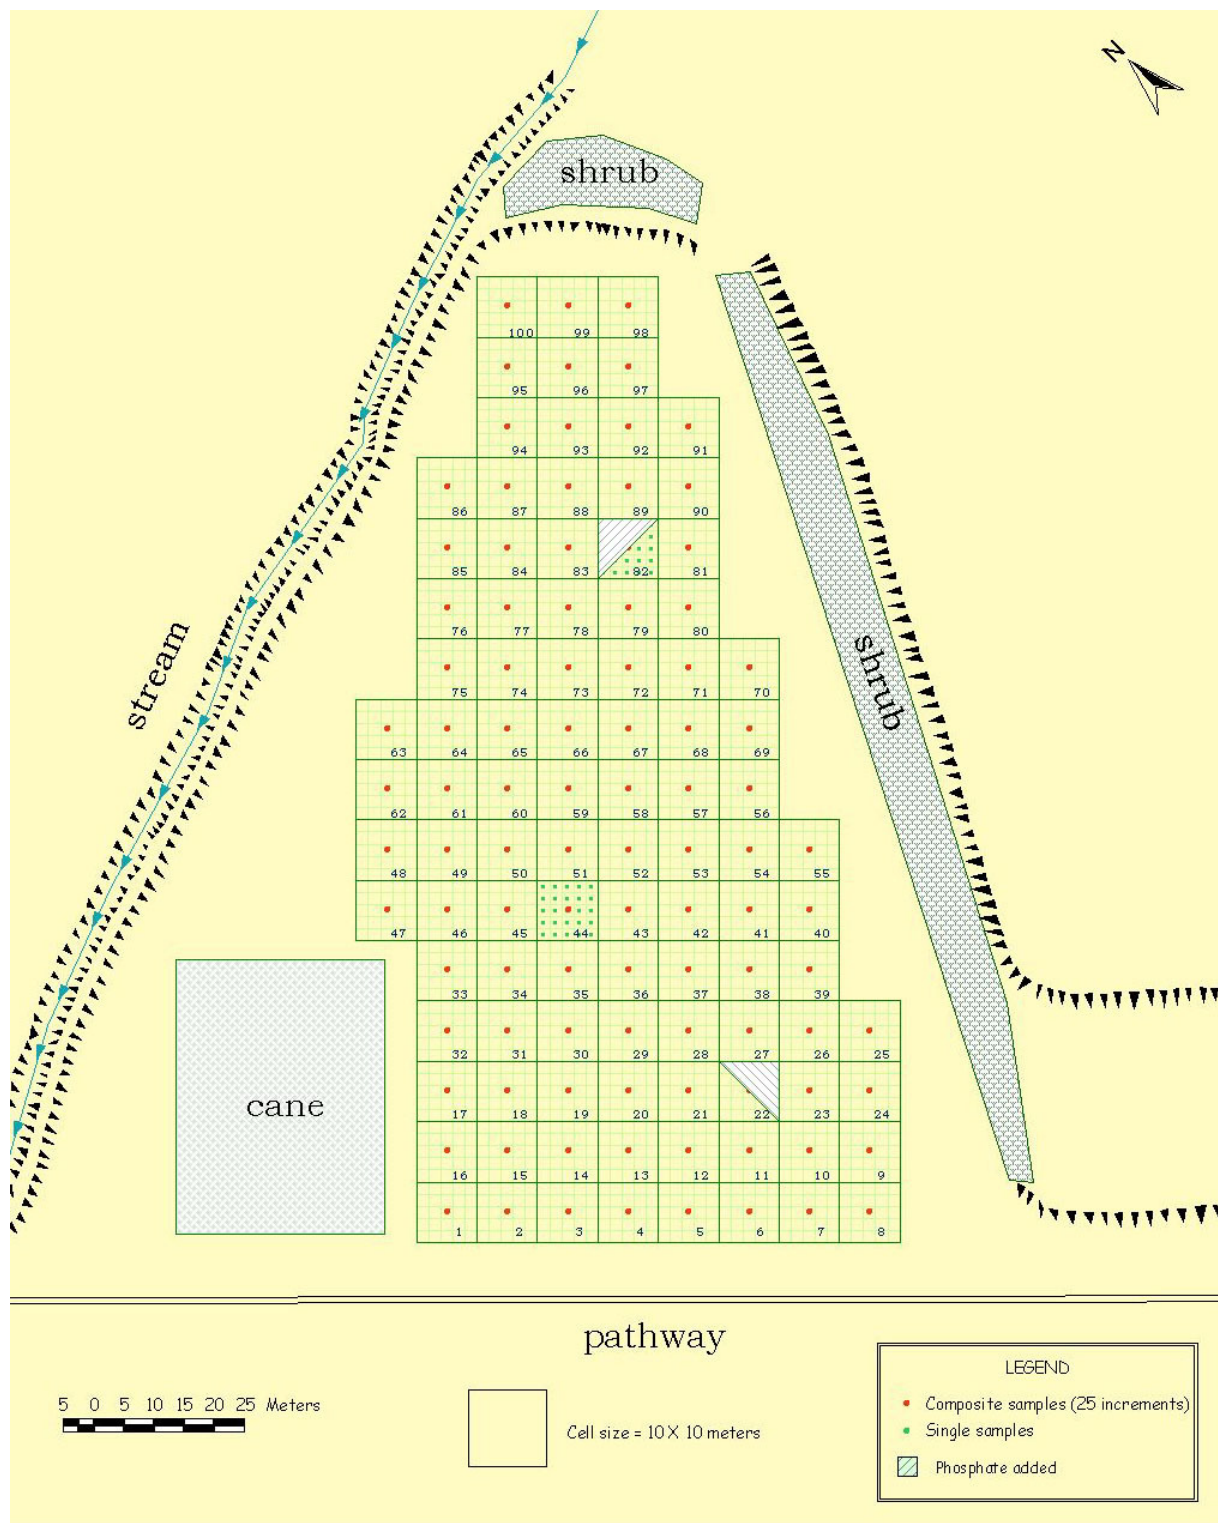 N
shrub
100 99 98
95 96 97
94 93 92 91
86 87 88 89 90
85 84 83 82 81
76 77 78 79 80
shrub
stream
75 74 73 72 71 70
63 64 65 66 67 68 69
62 61 60 59 58 57 56
48 49 50 51 52 53 54 55
47 46 45 44 43 42 41 40
33 34 35 36 37 38 39
32 31 30 29 28 27 26 25
cane
17 18 19 20 21 22 23 24
16 15 14 13 12 11 10 9
1 2 3 4 5 6 7 8
pathway
5 0 5 10 15 20 25 Meters
Cell size = 10 X 10 meters
LEGEND
Composite samples (25 increments)
Single samples
Phosphate added